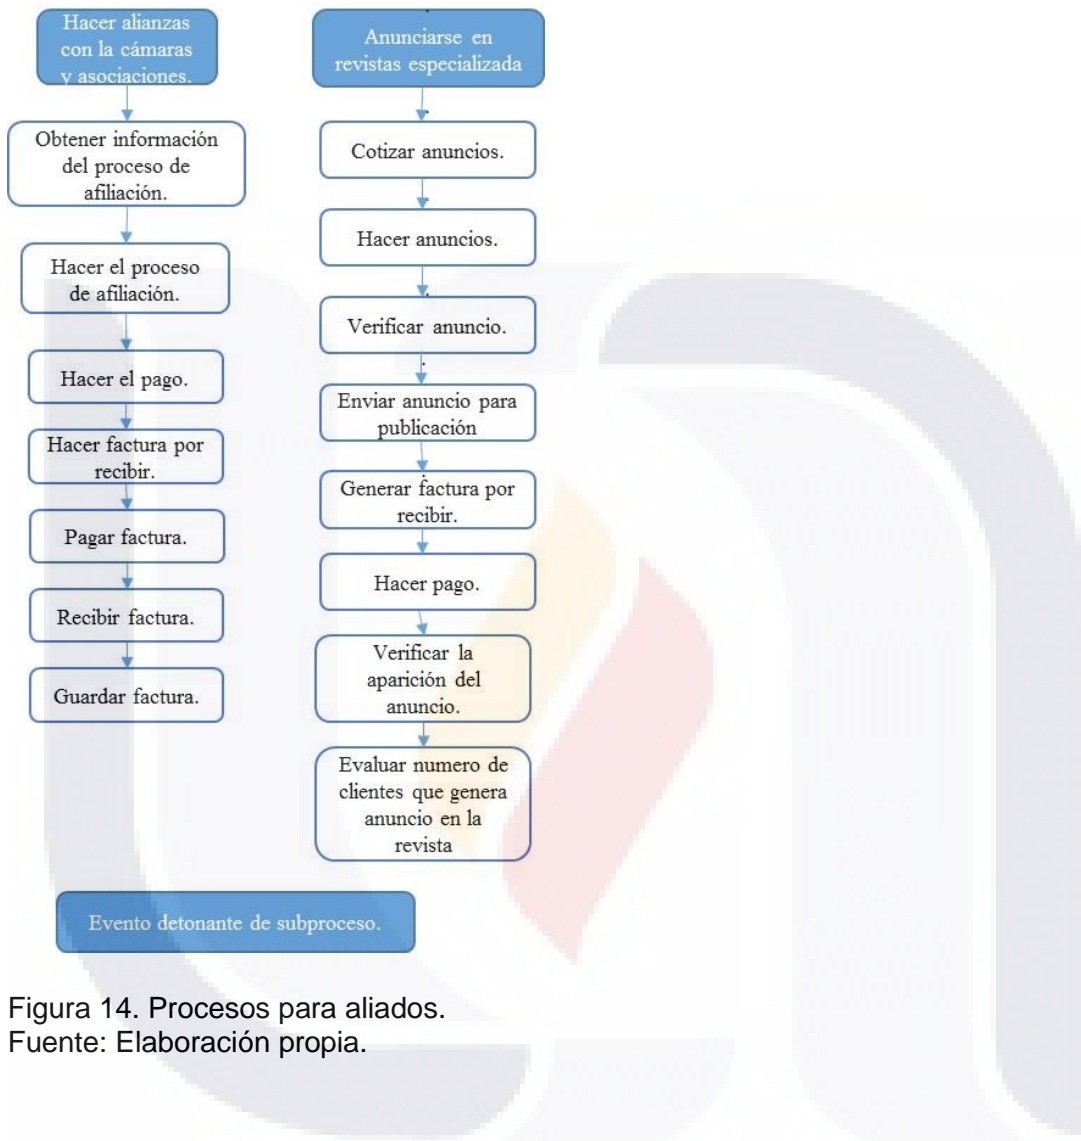 Hacer alianzas
con la cámaras
y asociaciones.
Obtener información
del proceso de
afiliación.
Hacer el proceso
de afiliación.
Hacer el pago.
Hacer factura por
recibir.
Pagar factura.
Recibir factura.
Guardar factura.
Anunciarse en
revistas especializada
Cotizar anuncios.
Hacer anuncios.
Verificar anuncio.
Enviar anuncio para
publicación
Generar factura por
recibir.
Hacer pago.
Verificar la
aparición del
anuncio.
Evaluar numero de
clientes que genera
anuncio en la
revista
Evento detonante de subproceso.
Figura 14. Procesos para aliados.
Fuente: Elaboración propia.